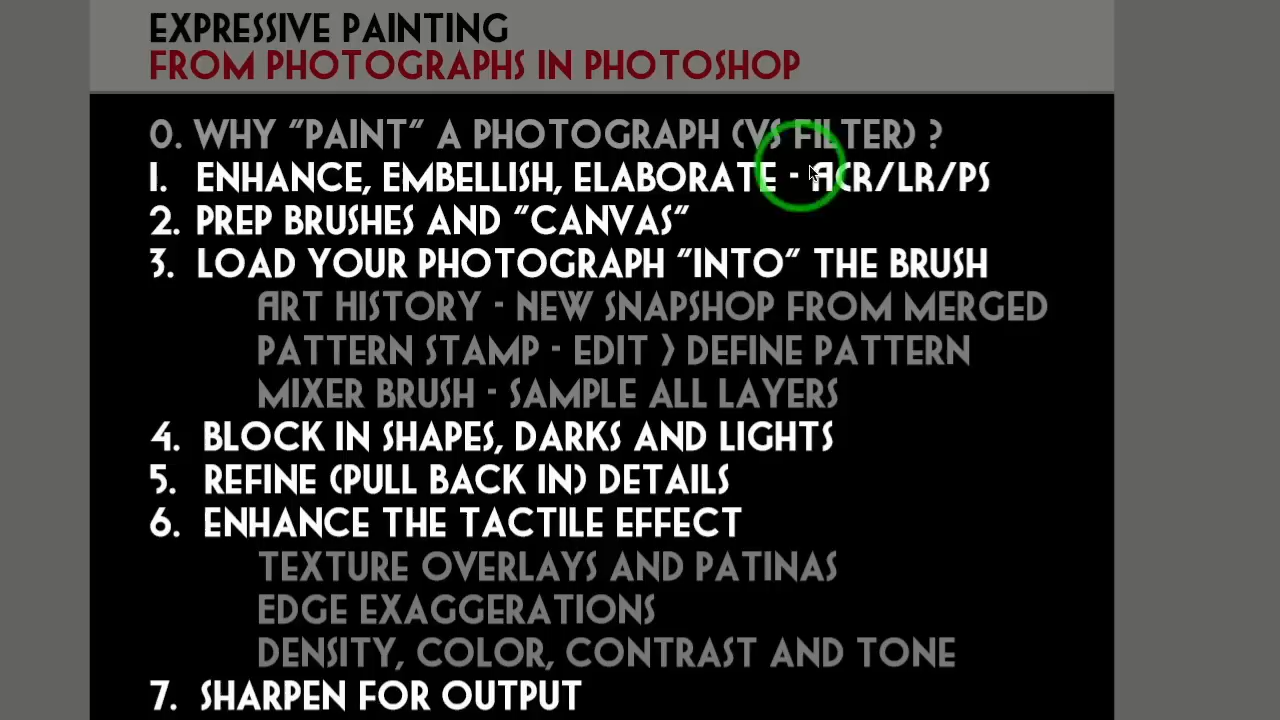 EXPRESSIVE PAINTING
FROM PHOTOGRAPHS IN PHOTOSHOP
0. WHY "PAINT" A PHOTOGRAPH (VS FILTER) ?
1. ENHANCE, EMBELLISH, ELABORATE - ACR/LR/PS
2. PREP BRUSHES AND "CANVAS"
3. LOAD YOUR PHOTOGRAPH "INTO" THE BRUSH
ART HISTORY - NEW SNAPSHOP FROM MERGED
PATTERN STAMP - EDIT > DEFINE PATTERN
MIXER BRUSH - SAMPLE ALL LAYERS
4. BLOCK IN SHAPES, DARKS AND LIGHTS
5. REFINE (PULL BACK IN) DETAILS
6. ENHANCE THE TACTILE EFFECT
TEXTURE OVERLAYS AND PATINAS
EDGE EXAGGERATIONS
DENSITY, COLOR, CONTRAST AND TONE
7. SHARPEN FOR OUTPUT